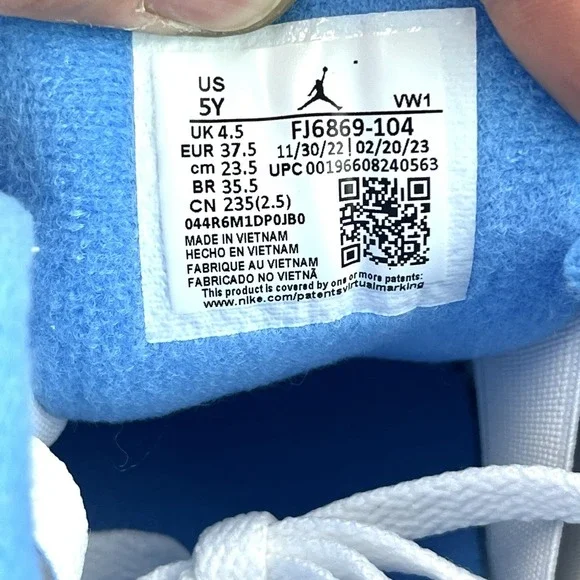 US
5Y
VW1
UK 4.5 FJ6869-104
EUR 37.5 11/30/22 | 02/20/23
cm 23.5 UPC 00196608240563
BR 35.5
CN 235(2.5)
044R6M1DP0JB0
MADE IN VIETNAM
HECHO EN VIETNAM
FABRIQUE AU VIETNAM
FABRICADO NO VIETNÃ
This product is covered by one or more patents:
www.nike.com/patentsvirtualmarking